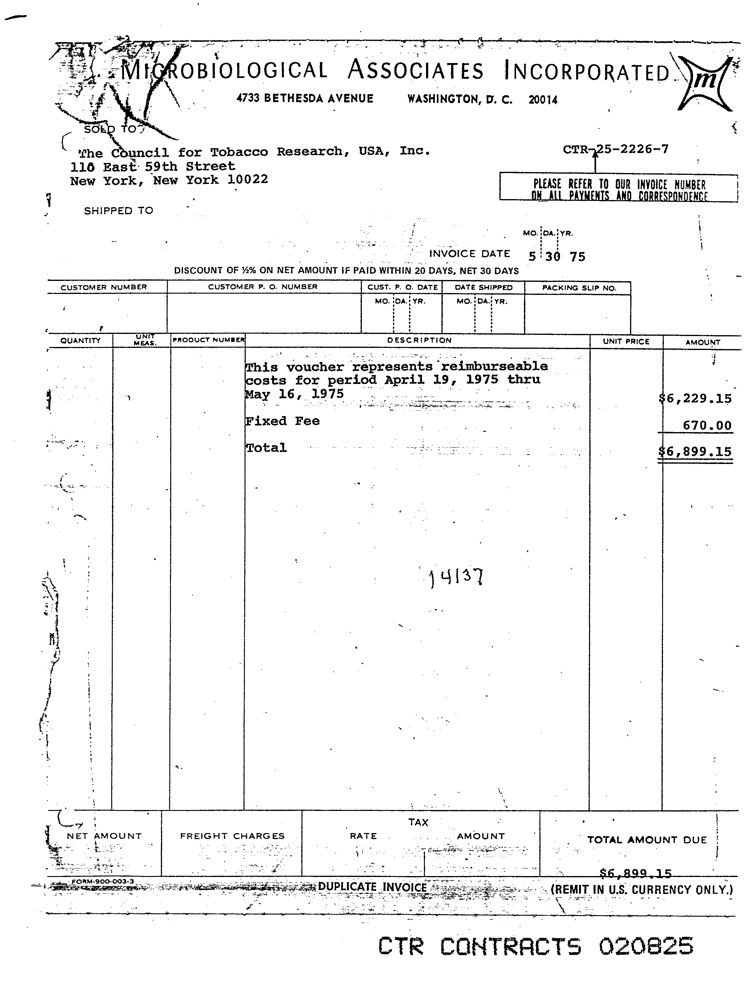 MICROBIOLOGICAL ASSOCIATES INCORPORATED
m
4733 BETHESDA AVENUE WASHINGTON, D. C. 20014
SOLD TO
The Council for Tobacco Research, USA, Inc.
110 East 59th Street
New York, New York 10022
CTR-25-2226-7
PLEASE REFER TO OUR INVOICE NUMBER
ON ALL PAYMENTS AND CORRESPONDENCE
SHIPPED TO
MO. DA. YR.
INVOICE DATE 5 30 75
DISCOUNT OF ½% ON NET AMOUNT IF PAID WITHIN 20 DAYS, NET 30 DAYS
CUSTOMER NUMBER CUSTOMER P. O. NUMBER CUST. P. O. DATE DATE SHIPPED PACKING SLIP NO.
MO. DA. YR. MO. DA. YR.
QUANTITY UNIT MEAS. PRODUCT NUMBER DESCRIPTION UNIT PRICE AMOUNT
This voucher represents reimburseable
costs for period April 19, 1975 thru
May 16, 1975 $6,229.15
Fixed Fee 670.00
Total $6,899.15
14137
TAX
NET AMOUNT FREIGHT CHARGES RATE AMOUNT TOTAL AMOUNT DUE
$6,899.15
FORM-900-003-3 DUPLICATE INVOICE (REMIT IN U.S. CURRENCY ONLY.)
CTR CONTRACTS 020825